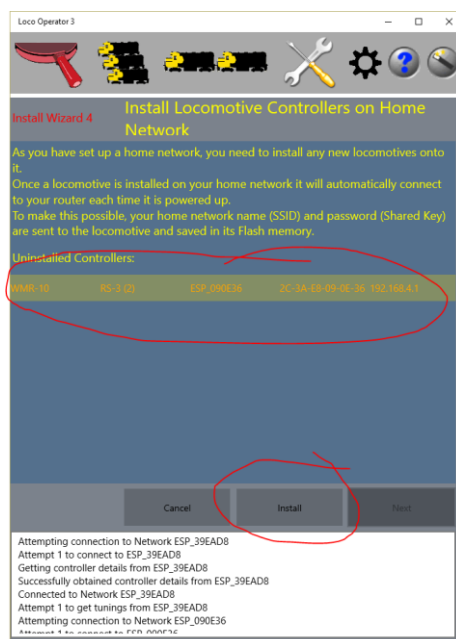 Loco Operator 3
Install Wizard 4
Install Locomotive Controllers on Home
Network
As you have set up a home network, you need to install any new locomotives onto
it.
Once a locomotive is installed on your home network it will automatically connect
to your router each time it is powered up.
To make this possible, your home network name (SSID) and password (Shared Key)
are sent to the locomotive and saved in its Flash memory.
Uninstalled Controllers:
WMR-10 RS-3 (2) ESP_090E36 2C-3A-E8-09-0E-36 192.168.4.1
Cancel Install Next
Attempting connection to Network ESP_39EAD8
Attempt 1 to connect to ESP_39EAD8
Getting controller details from ESP_39EAD8
Successfully obtained controller details from ESP_39EAD8
Connected to Network ESP_39EAD8
Attempt 1 to get tunings from ESP_39EAD8
Attempting connection to Network ESP_090E36
Attempt 1 to connect to ESP_090E36